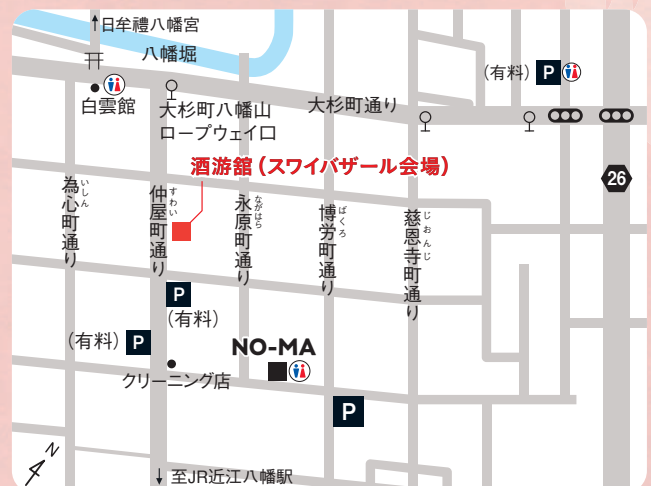 ↑日牟禮八幡宮
八幡堀
(有料) P
白雲館
大杉町八幡山
ロープウェイ口
大杉町通り
酒游舘(スワイバザール会場)
26
為心町通り
いしん
仲屋町通り
すわい
永原町通り
ながはら
博労町通り
ばくろ
慈恩寺町通り
じおんじ
P
(有料)
(有料) P
NO-MA
クリーニング店
P
N
↓至JR近江八幡駅